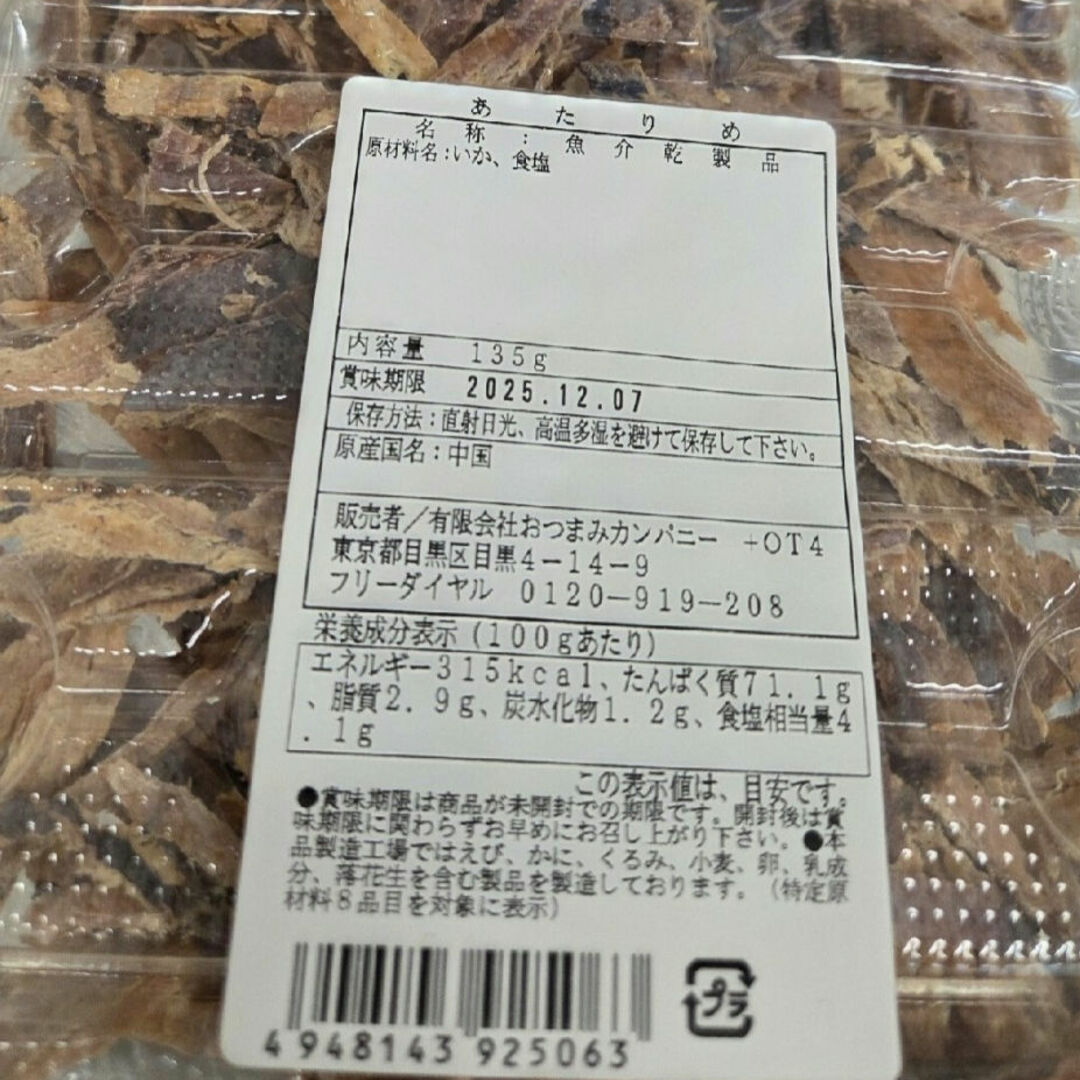 あたりめ
名称：魚介乾製品
原材料名：いか、食塩
内容量 135g
賞味期限 2025.12.07
保存方法：直射日光、高温多湿を避けて保存して下さい。
原産国名：中国
販売者／有限会社おつまみカンパニー +OT4
東京都目黒区目黒4－14－9
フリーダイヤル 0120－919－208
栄養成分表示（100gあたり）
エネルギー315kcal、たんぱく質71.1g
、脂質2.9g、炭水化物1.2g、食塩相当量4
.1g
この表示値は、目安です。
●賞味期限は商品が未開封での期限です。開封後は賞
味期限に関わらずお早めにお召し上がり下さい。●本
品製造工場ではえび、かに、くるみ、小麦、卵、乳成
分、落花生を含む製品を製造しております。（特定原
材料8品目を対象に表示）
プラ
4948143925063